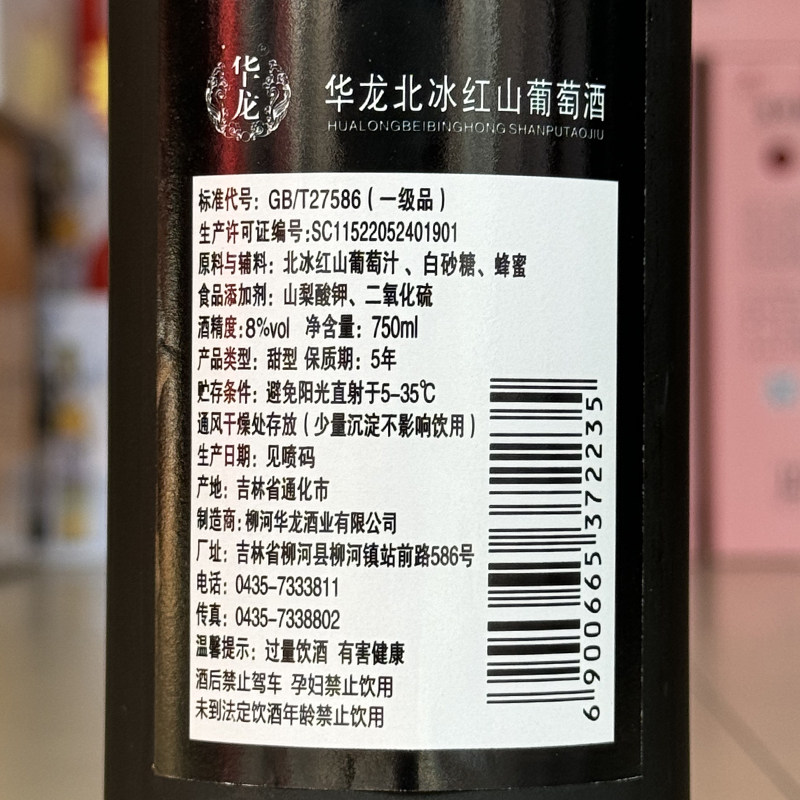 华龙
华龙北冰红山葡萄酒
HUALONGBEIBINGHONG SHANPUTAOJIU
标准代号：GB/T27586（一级品）
生产许可证编号:SC11522052401901
原料与辅料：北冰红山葡萄汁、白砂糖、蜂蜜
食品添加剂：山梨酸钾、二氧化硫
酒精度:8%vol 净含量：750ml
产品类型：甜型 保质期：5年
贮存条件：避免阳光直射于5-35℃
通风干燥处存放（少量沉淀不影响饮用）
生产日期：见喷码
产地：吉林省通化市
制造商:柳河华龙酒业有限公司
厂址：吉林省柳河县柳河镇站前路586号
电话：0435-7333811
传真：0435-7338802
温馨提示：过量饮酒 有害健康
酒后禁止驾车 孕妇禁止饮用
未到法定饮酒年龄禁止饮用
6900665372235